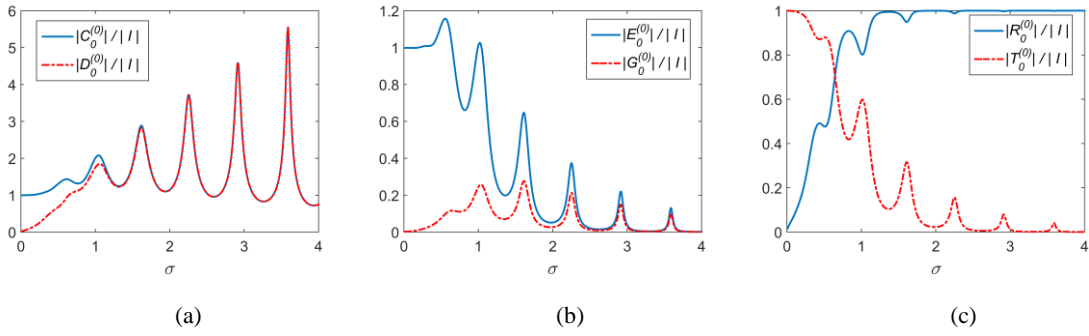 6
5
4
3
2
1
0
0 1 2 3 4
σ
|C₀⁽⁰⁾| / | I |
|D₀⁽⁰⁾| / | I |
(a)
1.2
1
0.8
0.6
0.4
0.2
0
0 1 2 3 4
σ
|E₀⁽⁰⁾| / | I |
|G₀⁽⁰⁾| / | I |
(b)
1
0.8
0.6
0.4
0.2
0
0 1 2 3 4
σ
|R₀⁽⁰⁾| / | I |
|T₀⁽⁰⁾| / | I |
(c)